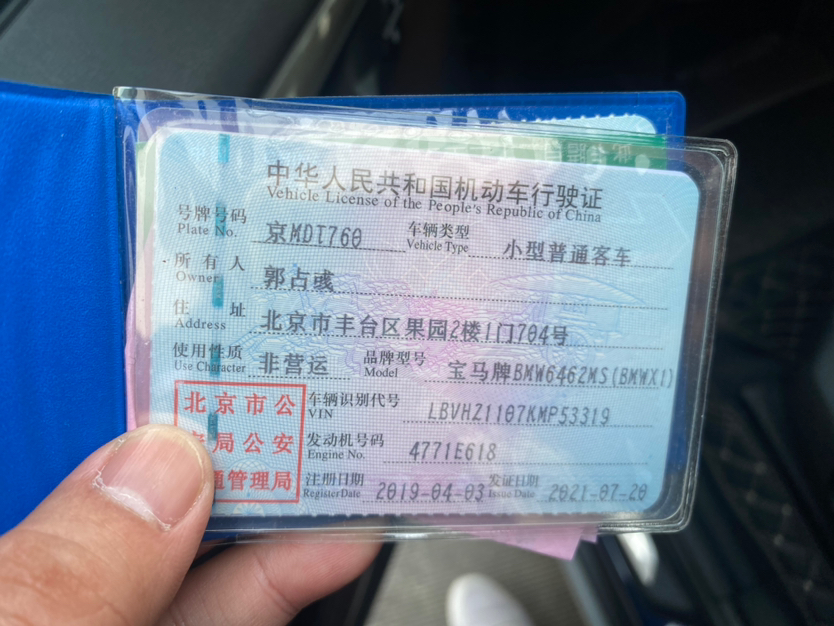 中华人民共和国机动车行驶证
Vehicle License of the People's Republic of China
号牌号码 京MDT760 车辆类型 小型普通客车
Plate No. Vehicle Type
所有人 郭占彧
Owner
住址 北京市丰台区果园2楼1门704号
Address
使用性质 非营运 品牌型号 宝马牌BMW6462MS(BMWX1)
Use Character Model
车辆识别代号 LBVHZ1107KMP53319
VIN
发动机号码 4771E618
Engine No.
注册日期 2019-04-03 发证日期 2021-07-20
Register Date Issue Date
北京市公
局公安
通管理局